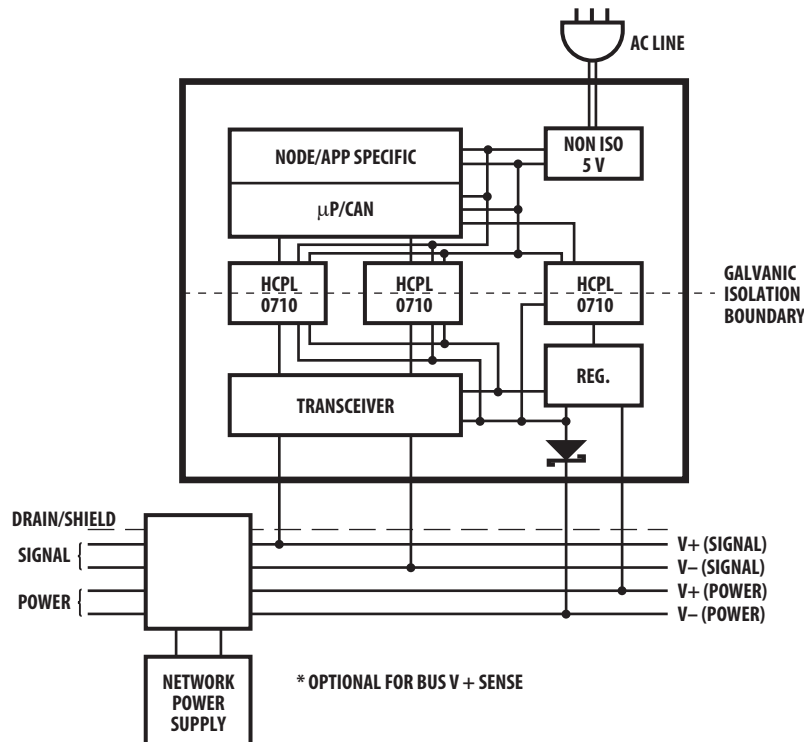 AC LINE
NODE/APP SPECIFIC
NON ISO
5 V
µP/CAN
HCPL
0710
HCPL
0710
HCPL
0710
GALVANIC
ISOLATION
BOUNDARY
REG.
TRANSCEIVER
DRAIN/SHIELD
SIGNAL
POWER
V+ (SIGNAL)
V– (SIGNAL)
V+ (POWER)
V– (POWER)
NETWORK
POWER
SUPPLY
* OPTIONAL FOR BUS V + SENSE